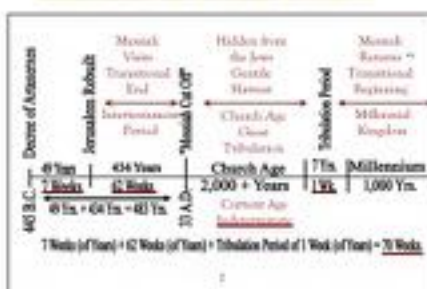 Decree of Artaxerxes
Jerusalem Rebuilt
Messiah
Visits
Transitional
End
Intertestament
Period
"Messiah Cut Off"
Hidden from
the Jews
Gentile
Harvest
Church Age
Great
Tribulation
Tribulation Period
Messiah
Returns
Transitional
Beginning
Millennial
Kingdom
445 B.C.
49 Years
7 Weeks
434 Years
62 Weeks
49 Yrs. + 434 Yrs. = 483 Yrs.
33 A.D.
Church Age
2,000 + Years
Current Age
Indeterminate
7 Yrs.
1 Wk.
Millennium
1,000 Yrs.
7 Weeks (of Years) + 62 Weeks (of Years) + Tribulation Period of 1 Week (of Years) = 70 Weeks